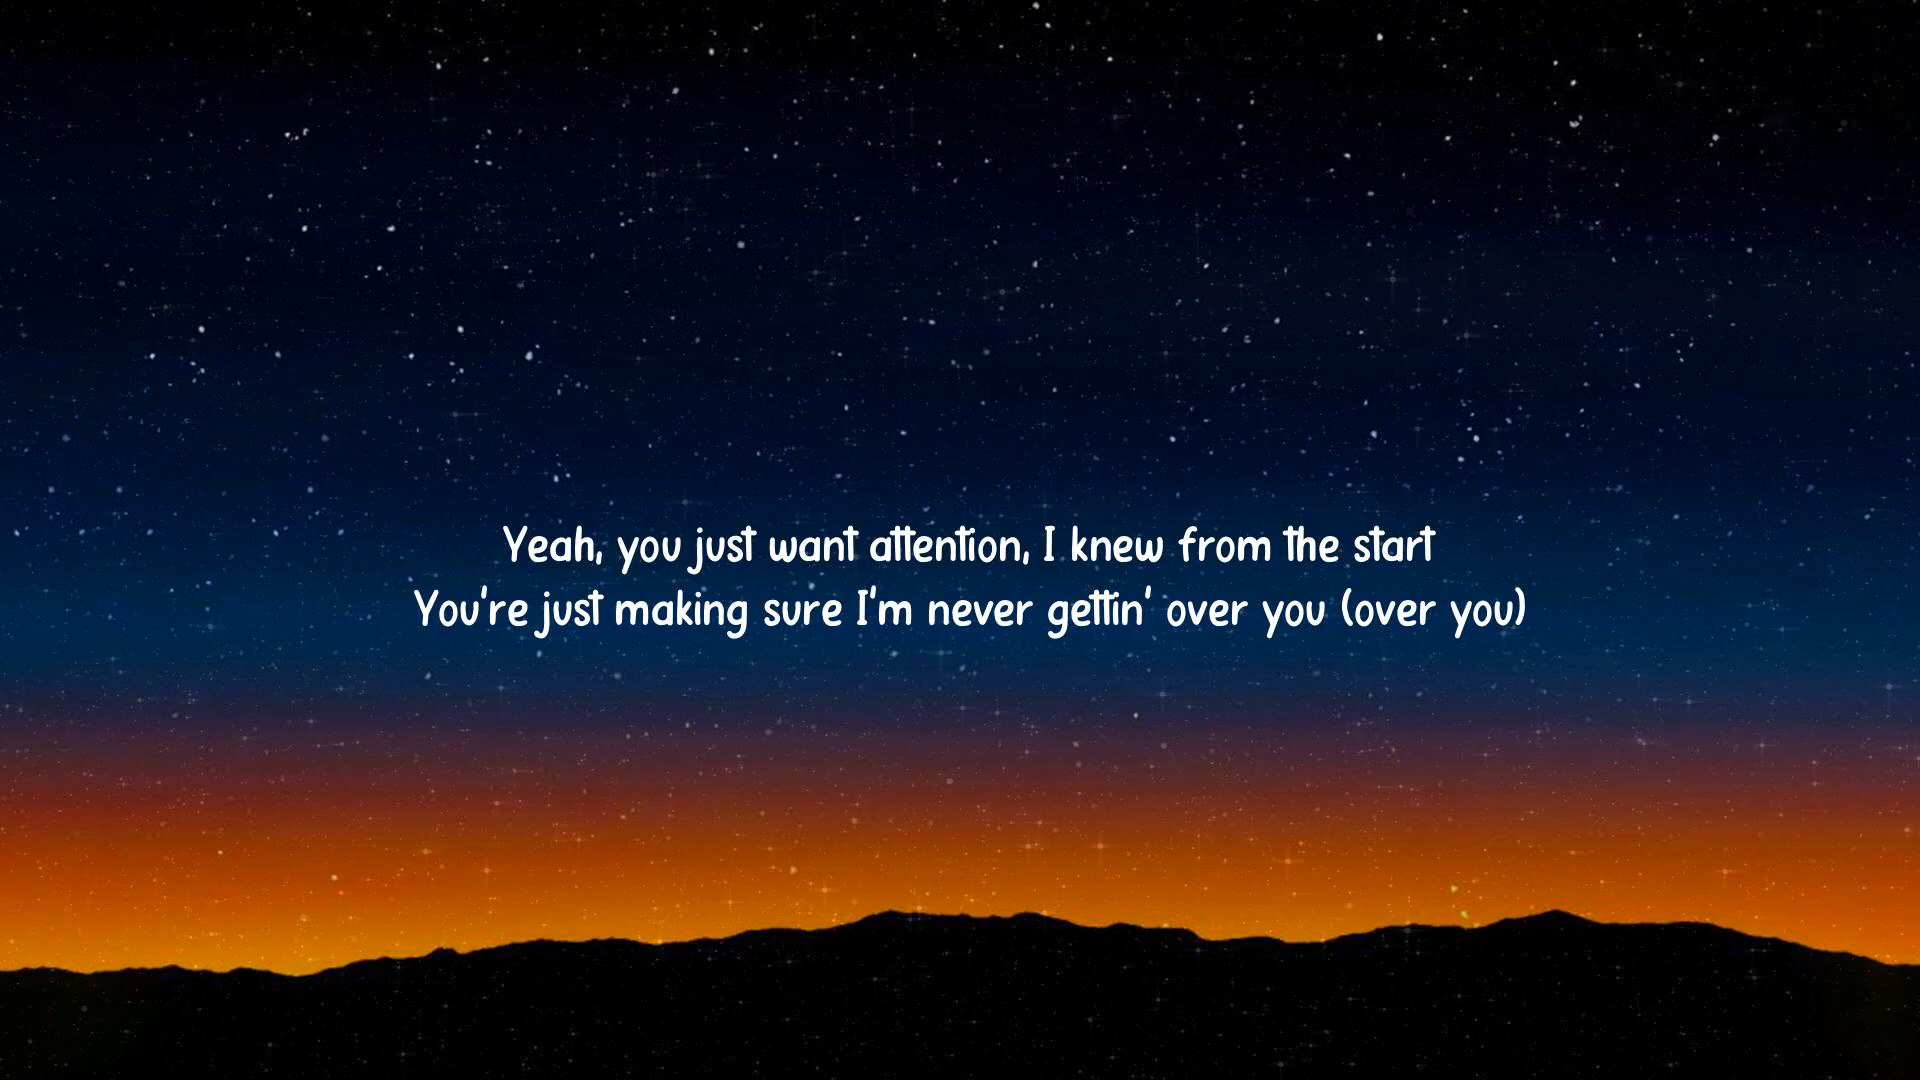 Yeah, you just want attention, I knew from the start
You're just making sure I'm never gettin' over you (over you)